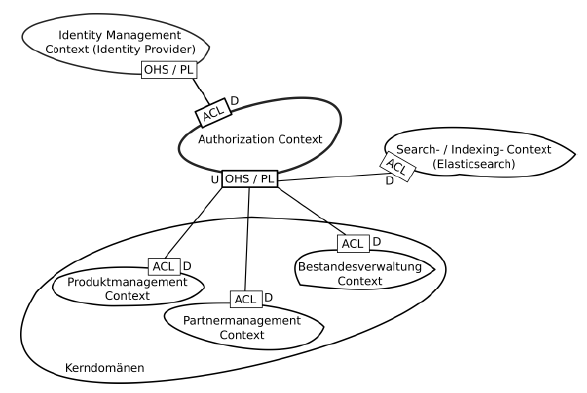 Identity Management
Context (Identity Provider)
OHS / PL
ACL D
Authorization Context
Search- / Indexing- Context
(Elasticsearch)
ACL
D
U OHS / PL
ACL D
Bestandesverwaltung
Context
ACL D
Produktmanagement
Context
ACL D
Partnermanagement
Context
Kerndomänen